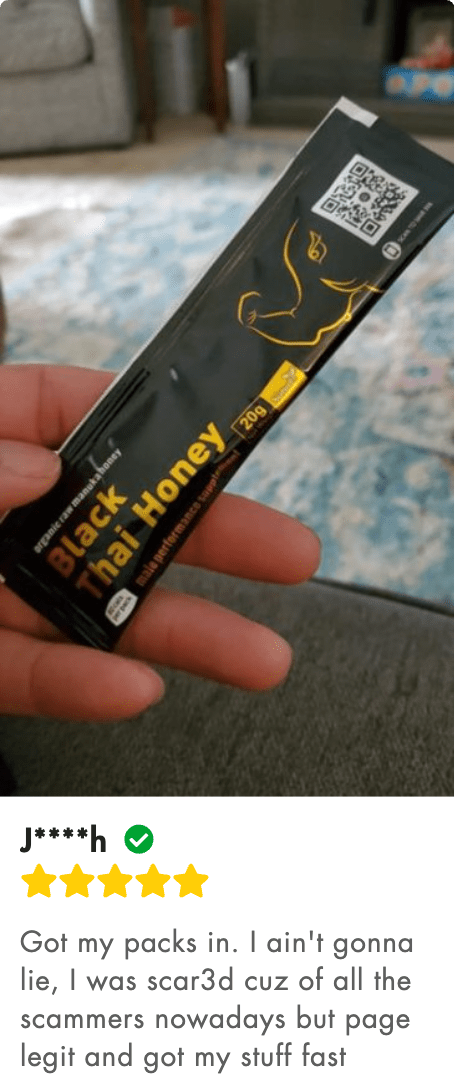 organic raw manuka honey
Black
Thai Honey
20g
male performance supplement
J****h
Got my packs in. I ain't gonna
lie, I was scar3d cuz of all the
scammers nowadays but page
legit and got my stuff fast